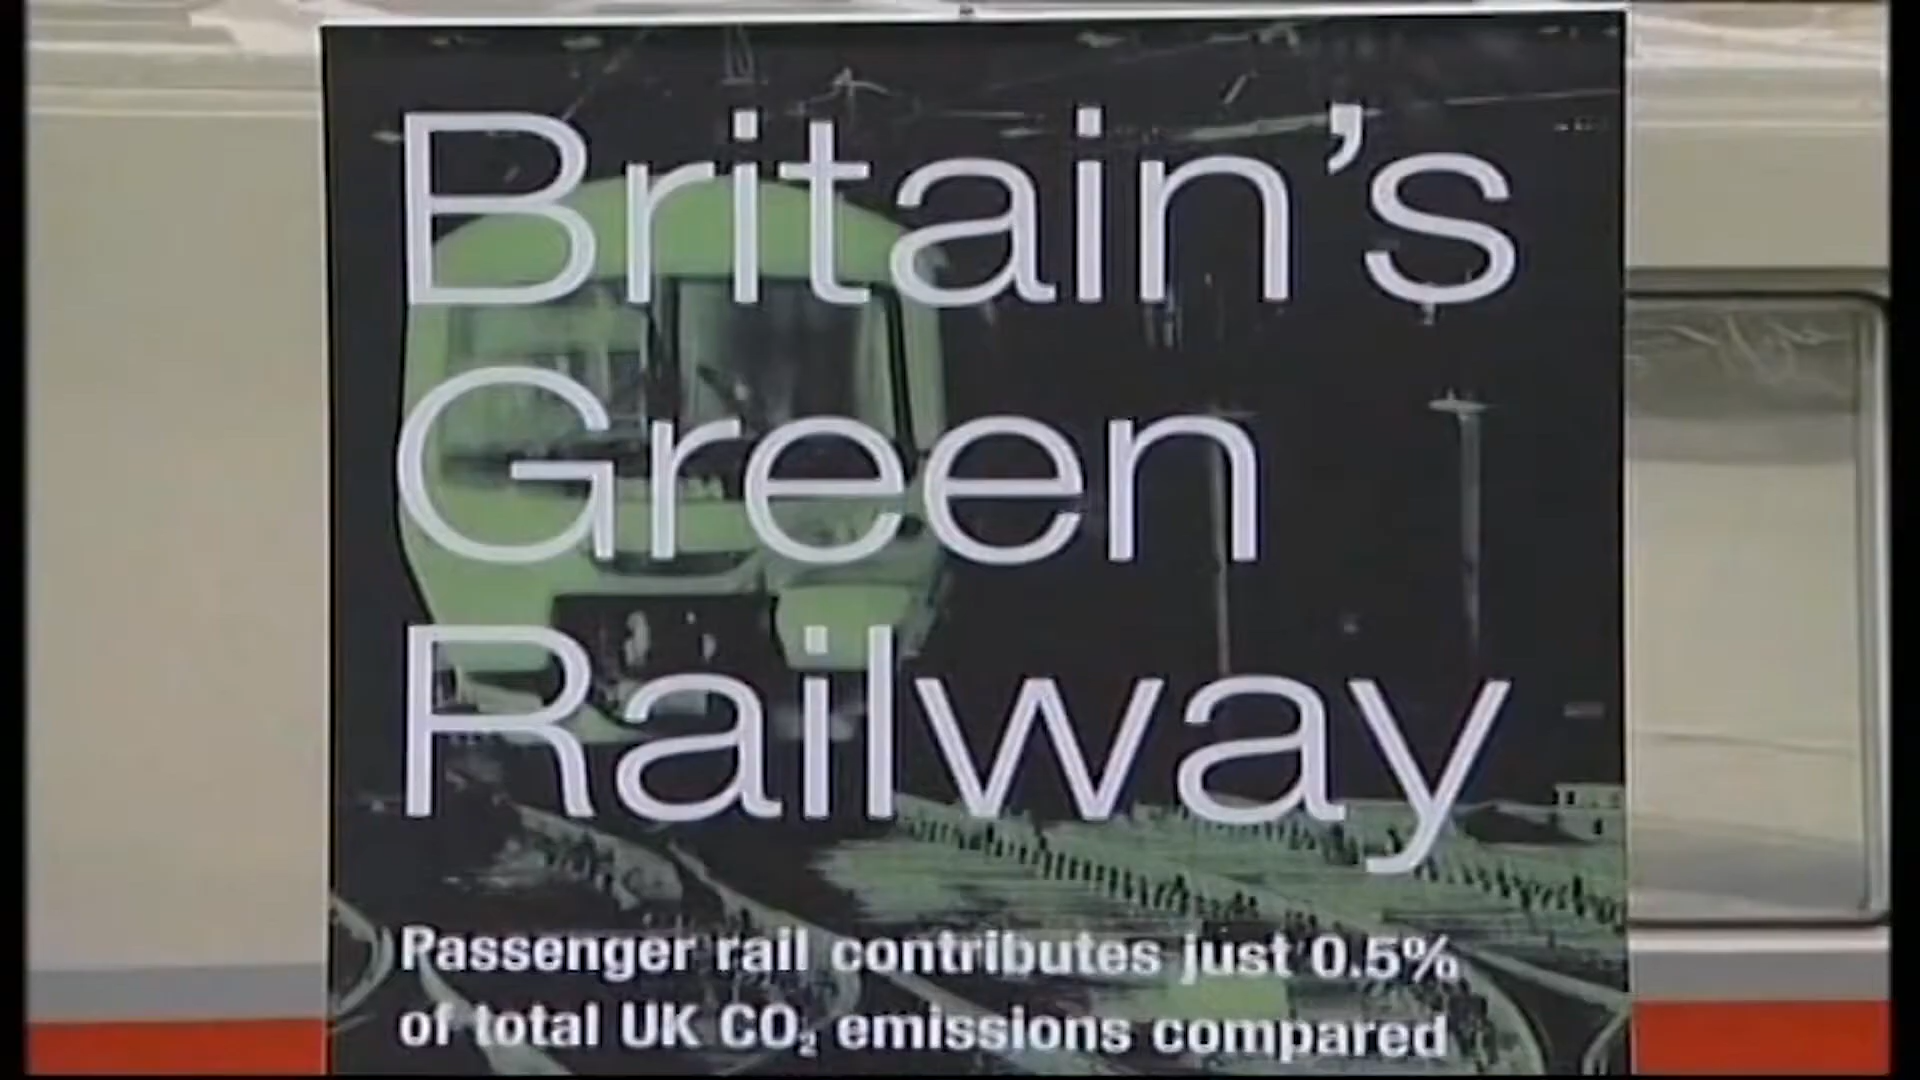 Britain's
Green
Railway
Passenger rail contributes just 0.5%
of total UK CO₂ emissions compared